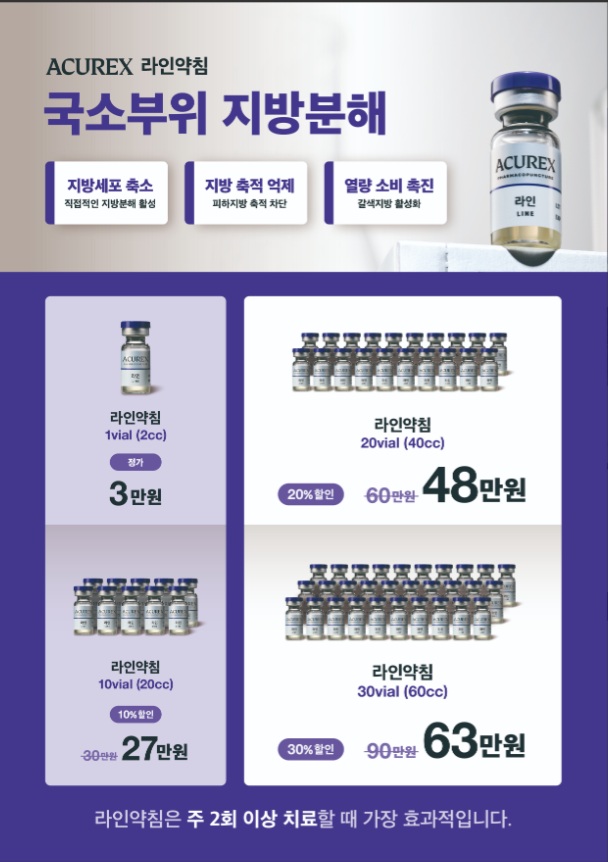 ACUREX 라인약침
국소부위 지방분해
지방세포 축소
직접적인 지방분해 활성
지방 축적 억제
피하지방 축적 차단
열량 소비 촉진
갈색지방 활성화
ACUREX
PHARMACOPUNCTURE
라인
LINE
라인약침
1vial (2cc)
정가
3만원
라인약침
20vial (40cc)
20%할인 60만원 48만원
라인약침
10vial (20cc)
10%할인
30만원 27만원
라인약침
30vial (60cc)
30%할인 90만원 63만원
라인약침은 주 2회 이상 치료할 때 가장 효과적입니다.